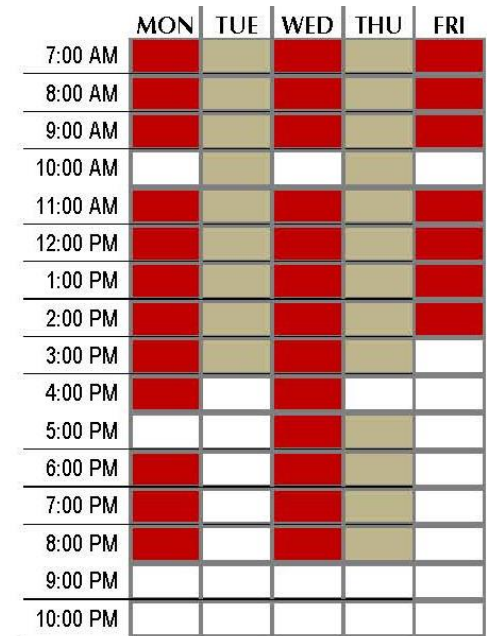 MON TUE WED THU FRI
7:00 AM
8:00 AM
9:00 AM
10:00 AM
11:00 AM
12:00 PM
1:00 PM
2:00 PM
3:00 PM
4:00 PM
5:00 PM
6:00 PM
7:00 PM
8:00 PM
9:00 PM
10:00 PM